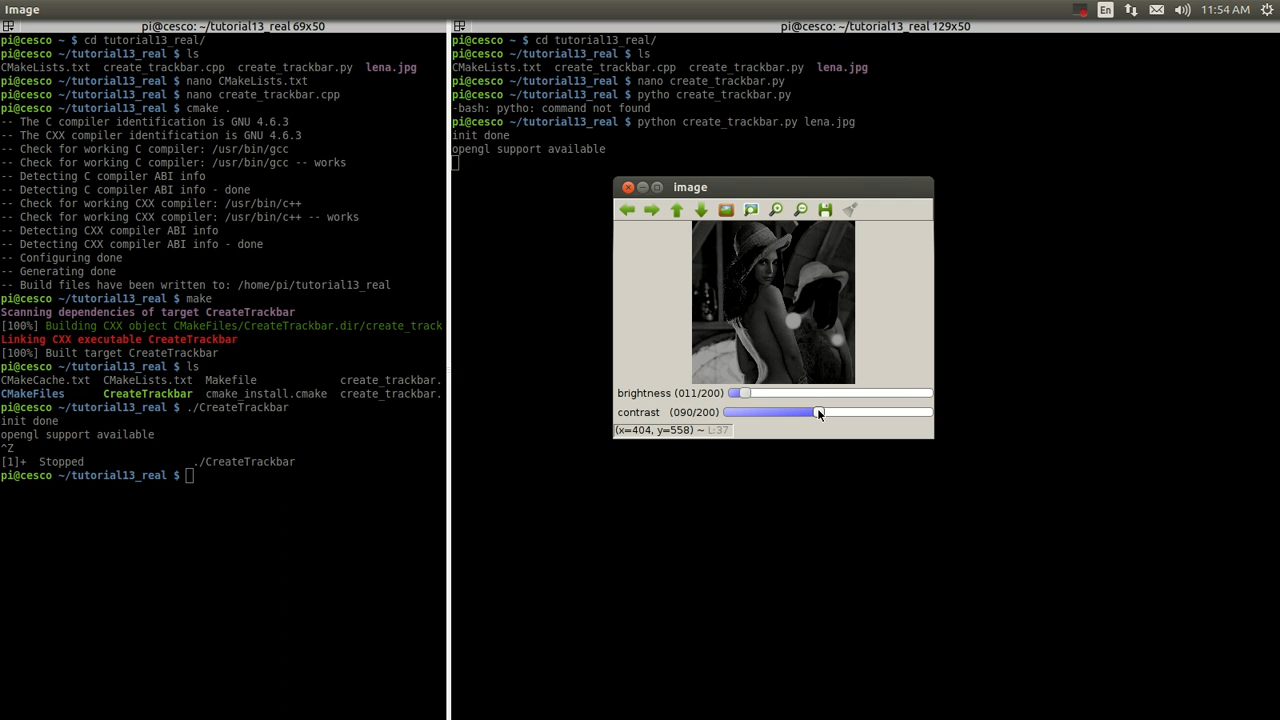 Image
En
11:54 AM
pi@cesco: ~/tutorial13_real 69x50
pi@cesco ~ $ cd tutorial13_real/
pi@cesco ~/tutorial13_real $ ls
CMakeLists.txt  create_trackbar.cpp  create_trackbar.py  lena.jpg
pi@cesco ~/tutorial13_real $ nano CMakeLists.txt
pi@cesco ~/tutorial13_real $ nano create_trackbar.cpp
pi@cesco ~/tutorial13_real $ cmake .
-- The C compiler identification is GNU 4.6.3
-- The CXX compiler identification is GNU 4.6.3
-- Check for working C compiler: /usr/bin/gcc
-- Check for working C compiler: /usr/bin/gcc -- works
-- Detecting C compiler ABI info
-- Detecting C compiler ABI info - done
-- Check for working CXX compiler: /usr/bin/c++
-- Check for working CXX compiler: /usr/bin/c++ -- works
-- Detecting CXX compiler ABI info
-- Detecting CXX compiler ABI info - done
-- Configuring done
-- Generating done
-- Build files have been written to: /home/pi/tutorial13_real
pi@cesco ~/tutorial13_real $ make
Scanning dependencies of target CreateTrackbar
[100%] Building CXX object CMakeFiles/CreateTrackbar.dir/create_track
Linking CXX executable CreateTrackbar
[100%] Built target CreateTrackbar
pi@cesco ~/tutorial13_real $ ls
CMakeCache.txt  CMakeLists.txt  Makefile             create_trackbar.
CMakeFiles      CreateTrackbar  cmake_install.cmake  create_trackbar.
pi@cesco ~/tutorial13_real $ ./CreateTrackbar
init done
opengl support available
^Z
[1]+  Stopped                 ./CreateTrackbar
pi@cesco ~/tutorial13_real $
pi@cesco: ~/tutorial13_real 129x50
pi@cesco ~ $ cd tutorial13_real/
pi@cesco ~/tutorial13_real $ ls
CMakeLists.txt  create_trackbar.cpp  create_trackbar.py  lena.jpg
pi@cesco ~/tutorial13_real $ nano create_trackbar.py
pi@cesco ~/tutorial13_real $ pytho create_trackbar.py
-bash: pytho: command not found
pi@cesco ~/tutorial13_real $ python create_trackbar.py lena.jpg
init done
opengl support available
image
brightness (011/200)
contrast   (090/200)
(x=404, y=558) ~ L:37